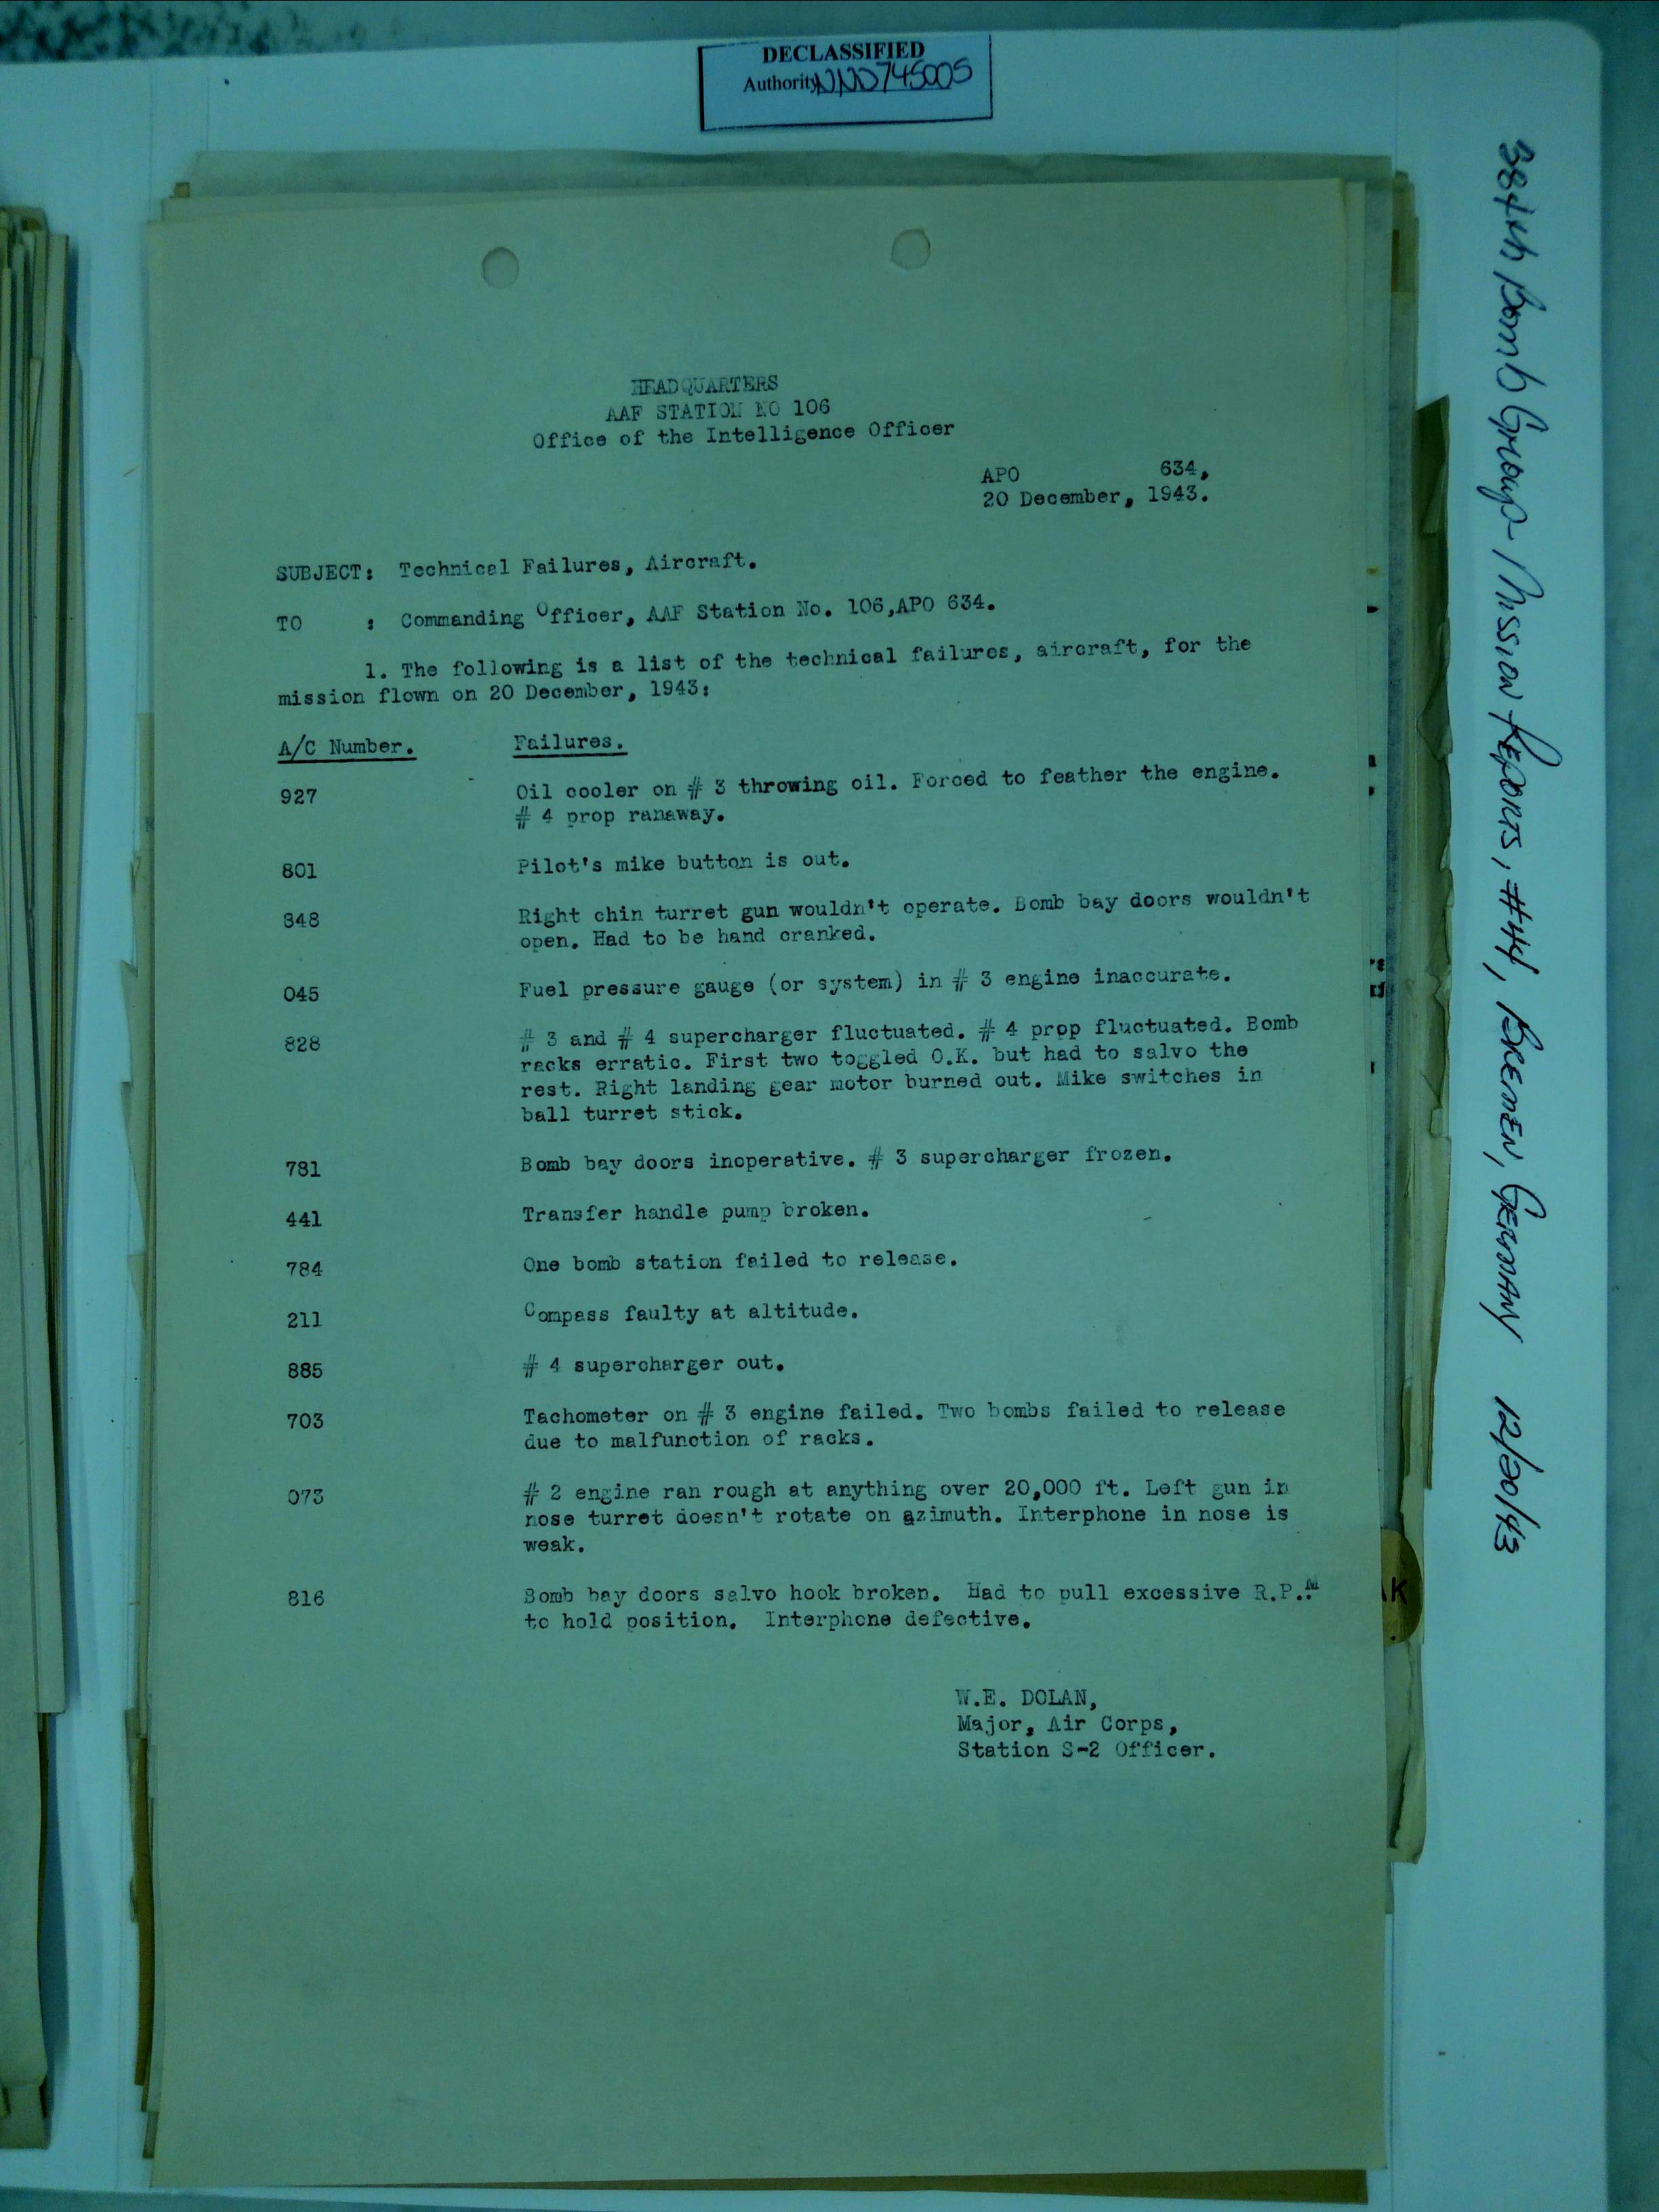 DECLASSIFIED
Authority NND745005
HEADQUARTERS
AAF STATION NO 106
Office of the Intelligence Officer
APO 634,
20 December, 1943.
SUBJECT: Technical Failures, Aircraft.
TO : Commanding Officer, AAF Station No. 106,APO 634.
1. The following is a list of the technical failures, aircraft, for the
mission flown on 20 December, 1943:
A/C Number. Failures.
927 Oil cooler on # 3 throwing oil. Forced to feather the engine.
# 4 prop ranaway.
801 Pilot's mike button is out.
848 Right chin turret gun wouldn't operate. Bomb bay doors wouldn't
open. Had to be hand cranked.
045 Fuel pressure gauge (or system) in # 3 engine inaccurate.
828 # 3 and # 4 supercharger fluctuated. # 4 prop fluctuated. Bomb
racks erratic. First two toggled O.K. but had to salvo the
rest. Right landing gear motor burned out. Mike switches in
ball turret stick.
781 Bomb bay doors inoperative. # 3 supercharger frozen.
441 Transfer handle pump broken.
784 One bomb station failed to release.
211 Compass faulty at altitude.
885 # 4 supercharger out.
703 Tachometer on # 3 engine failed. Two bombs failed to release
due to malfunction of racks.
073 # 2 engine ran rough at anything over 20,000 ft. Left gun in
nose turret doesn't rotate on azimuth. Interphone in nose is
weak.
816 Bomb bay doors salvo hook broken. Had to pull excessive R.P.M.
to hold position. Interphone defective.
W.E. DOLAN,
Major, Air Corps,
Station S-2 Officer.
384th Bomb Group - Mission Reports, #44, Bremen, Germany 12/20/43